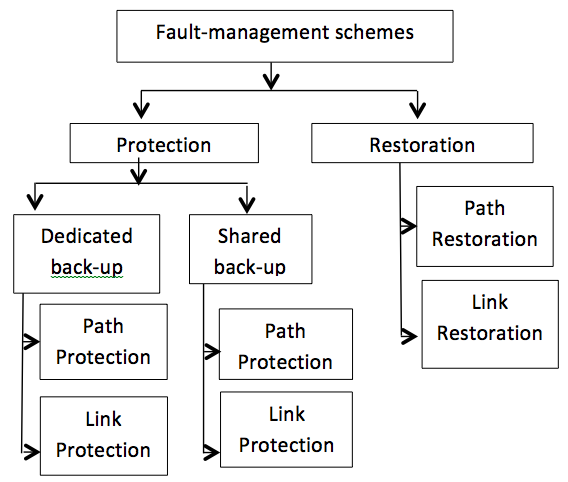 Fault-management schemes
Protection
Restoration
Dedicated
back-up
Shared
back-up
Path
Restoration
Link
Restoration
Path
Protection
Link
Protection
Path
Protection
Link
Protection